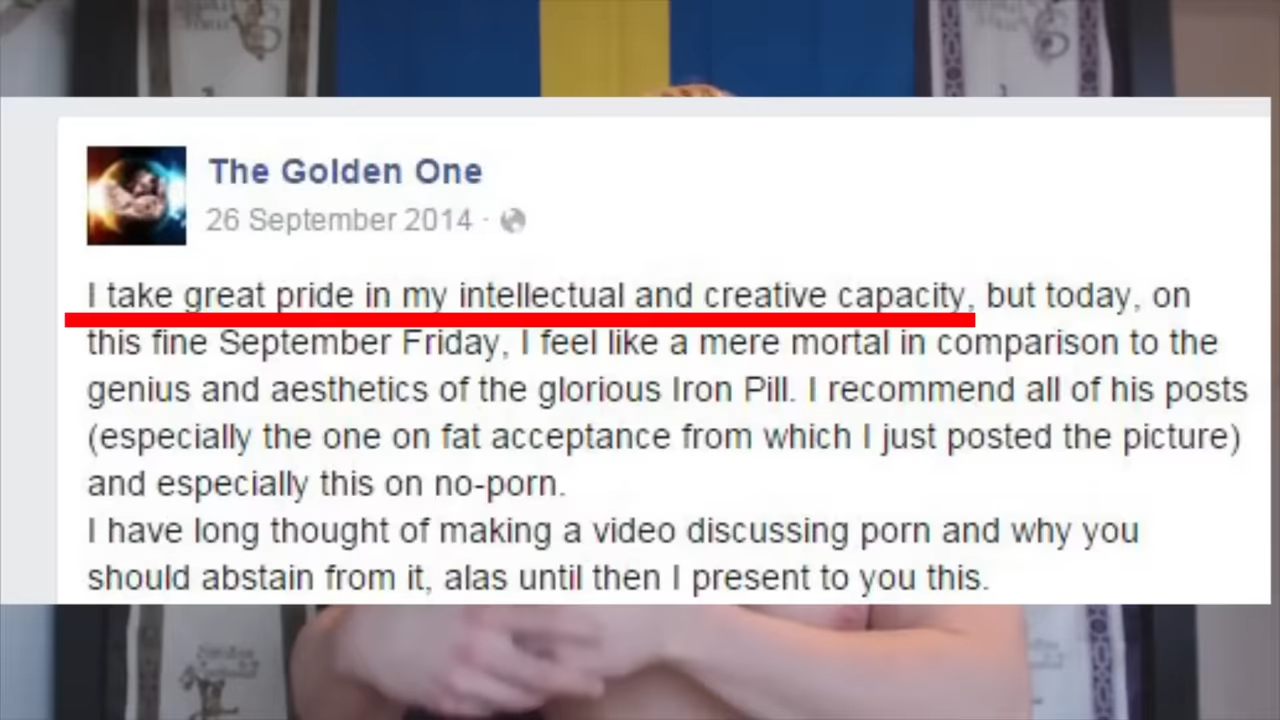 The Golden One
26 September 2014 ·
I take great pride in my intellectual and creative capacity, but today, on
this fine September Friday, I feel like a mere mortal in comparison to the
genius and aesthetics of the glorious Iron Pill. I recommend all of his posts
(especially the one on fat acceptance from which I just posted the picture)
and especially this on no-porn.
I have long thought of making a video discussing porn and why you
should abstain from it, alas until then I present to you this.